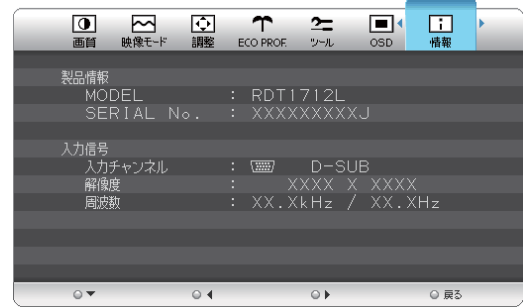 画質 映像モード 調整 ECO PROF. ツール OSD 情報
製品情報
MODEL : RDT1712L
SERIAL No. : XXXXXXXXXJ
入力信号
入力チャンネル : D-SUB
解像度 : XXXX X XXXX
周波数 : XX.XkHz / XX.XHz
戻る